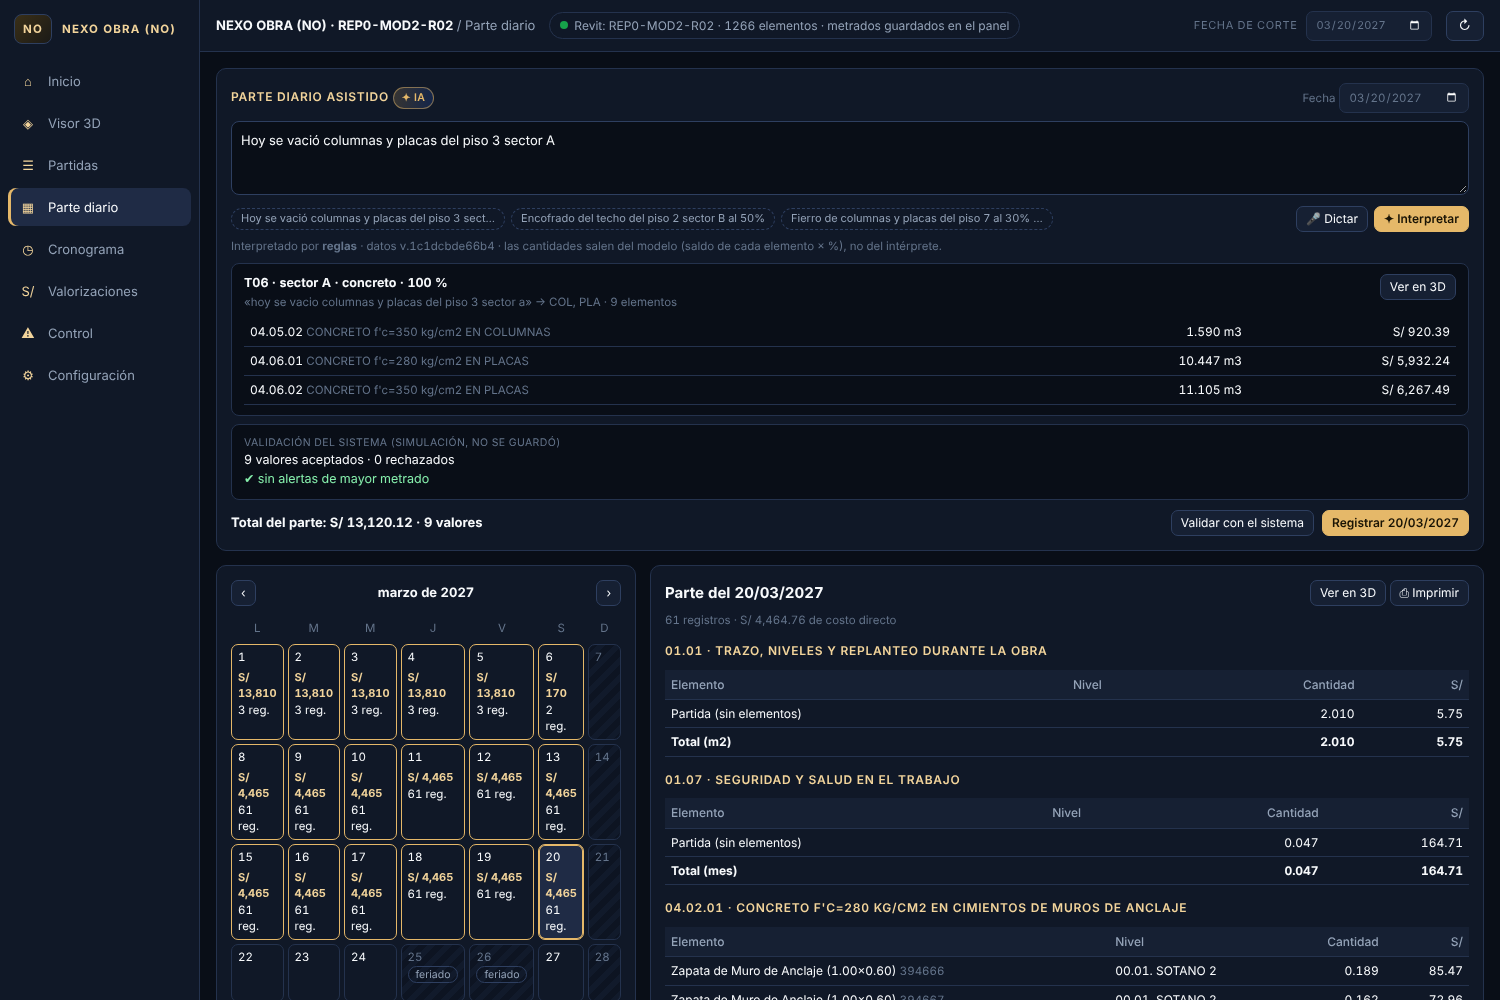 NO NEXO OBRA (NO)
NEXO OBRA (NO) · REP0-MOD2-R02 / Parte diario
Revit: REP0-MOD2-R02 · 1266 elementos · metrados guardados en el panel
FECHA DE CORTE 03/20/2027
Inicio
Visor 3D
Partidas
Parte diario
Cronograma
S/ Valorizaciones
Control
Configuración
PARTE DIARIO ASISTIDO ✦ IA
Fecha 03/20/2027
Hoy se vació columnas y placas del piso 3 sector A
Hoy se vació columnas y placas del piso 3 sect...
Encofrado del techo del piso 2 sector B al 50%
Fierro de columnas y placas del piso 7 al 30% ...
🎤 Dictar
✦ Interpretar
Interpretado por reglas · datos v.1c1dcbde66b4 · las cantidades salen del modelo (saldo de cada elemento × %), no del intérprete.
T06 · sector A · concreto · 100 %
Ver en 3D
«hoy se vacio columnas y placas del piso 3 sector a» → COL, PLA · 9 elementos
04.05.02 CONCRETO f'c=350 kg/cm2 EN COLUMNAS 1.590 m3 S/ 920.39
04.06.01 CONCRETO f'c=280 kg/cm2 EN PLACAS 10.447 m3 S/ 5,932.24
04.06.02 CONCRETO f'c=350 kg/cm2 EN PLACAS 11.105 m3 S/ 6,267.49
VALIDACIÓN DEL SISTEMA (SIMULACIÓN, NO SE GUARDÓ)
9 valores aceptados · 0 rechazados
✔ sin alertas de mayor metrado
Total del parte: S/ 13,120.12 · 9 valores
Validar con el sistema
Registrar 20/03/2027
‹ marzo de 2027 ›
L M M J V S D
1 2 3 4 5 6 7
S/ 13,810 S/ 13,810 S/ 13,810 S/ 13,810 S/ 13,810 S/ 170
3 reg. 3 reg. 3 reg. 3 reg. 3 reg. 2 reg.
8 9 10 11 12 13 14
S/ 4,465 S/ 4,465 S/ 4,465 S/ 4,465 S/ 4,465 S/ 4,465
61 reg. 61 reg. 61 reg. 61 reg. 61 reg. 61 reg.
15 16 17 18 19 20 21
S/ 4,465 S/ 4,465 S/ 4,465 S/ 4,465 S/ 4,465 S/ 4,465
61 reg. 61 reg. 61 reg. 61 reg. 61 reg. 61 reg.
22 23 24 25 26 27 28
feriado feriado
Parte del 20/03/2027
Ver en 3D
⎙ Imprimir
61 registros · S/ 4,464.76 de costo directo
01.01 · TRAZO, NIVELES Y REPLANTEO DURANTE LA OBRA
Elemento Nivel Cantidad S/
Partida (sin elementos) 2.010 5.75
Total (m2) 2.010 5.75
01.07 · SEGURIDAD Y SALUD EN EL TRABAJO
Elemento Nivel Cantidad S/
Partida (sin elementos) 0.047 164.71
Total (mes) 0.047 164.71
04.02.01 · CONCRETO F'C=280 KG/CM2 EN CIMIENTOS DE MUROS DE ANCLAJE
Elemento Nivel Cantidad S/
Zapata de Muro de Anclaje (1.00×0.60) 394666 00.01. SOTANO 2 0.189 85.47
Zapata de Muro de Anclaje (1.00×0.60) 394667 00.01. SOTANO 2 0.162 72.96